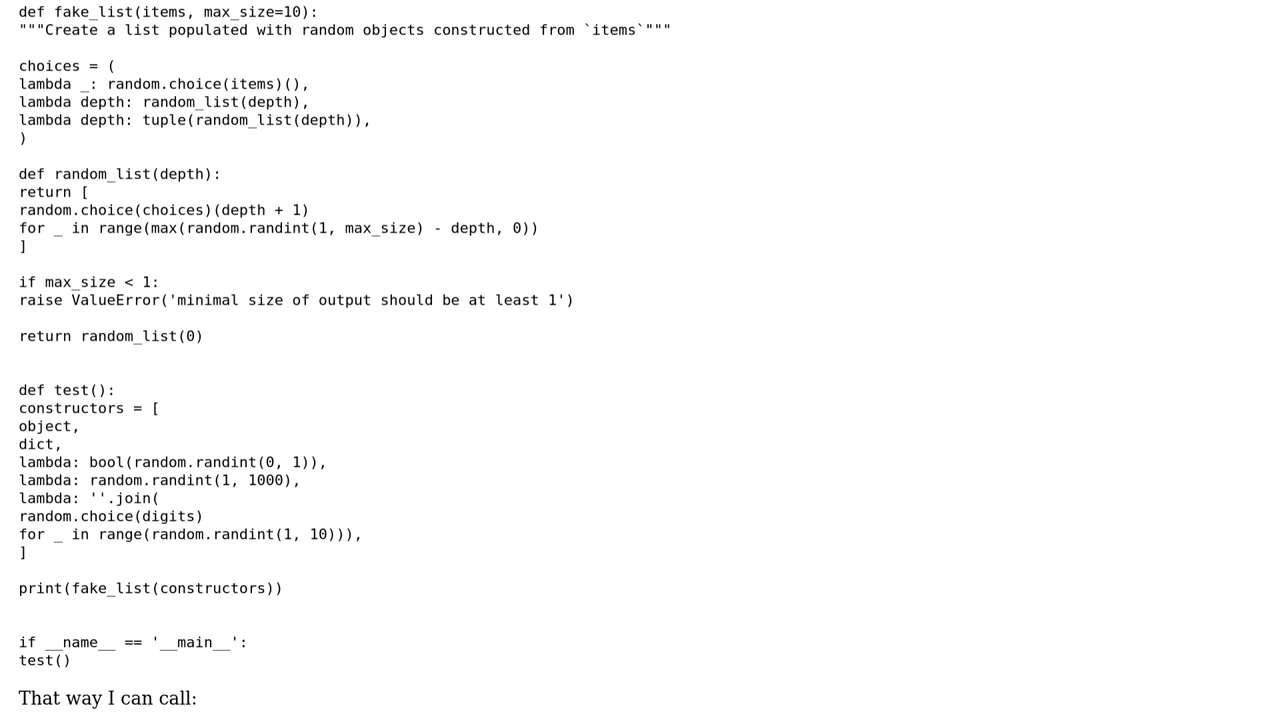 def fake_list(items, max_size=10):
"""Create a list populated with random objects constructed from `items`"""
choices = (
lambda _: random.choice(items)(),
lambda depth: random_list(depth),
lambda depth: tuple(random_list(depth)),
)
def random_list(depth):
return [
random.choice(choices)(depth + 1)
for _ in range(max(random.randint(1, max_size) - depth, 0))
]
if max_size < 1:
raise ValueError('minimal size of output should be at least 1')
return random_list(0)
def test():
constructors = [
object,
dict,
lambda: bool(random.randint(0, 1)),
lambda: random.randint(1, 1000),
lambda: ''.join(
random.choice(digits)
for _ in range(random.randint(1, 10))),
]
print(fake_list(constructors))
if __name__ == '__main__':
test()
That way I can call: